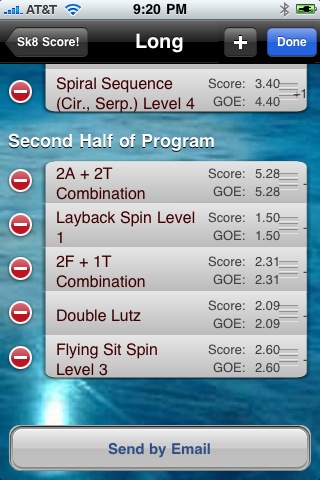 AT&T 9:20 PM
Sk8 Score! Long + Done
Spiral Sequence Score: 3.40
(Cir., Serp.) Level 4 GOE: 4.40 +1
Second Half of Program
2A + 2T Score: 5.28
Combination GOE: 5.28
Layback Spin Level Score: 1.50
1 GOE: 1.50
2F + 1T Score: 2.31
Combination GOE: 2.31
Double Lutz Score: 2.09
GOE: 2.09
Flying Sit Spin Score: 2.60
Level 3 GOE: 2.60
Send by Email